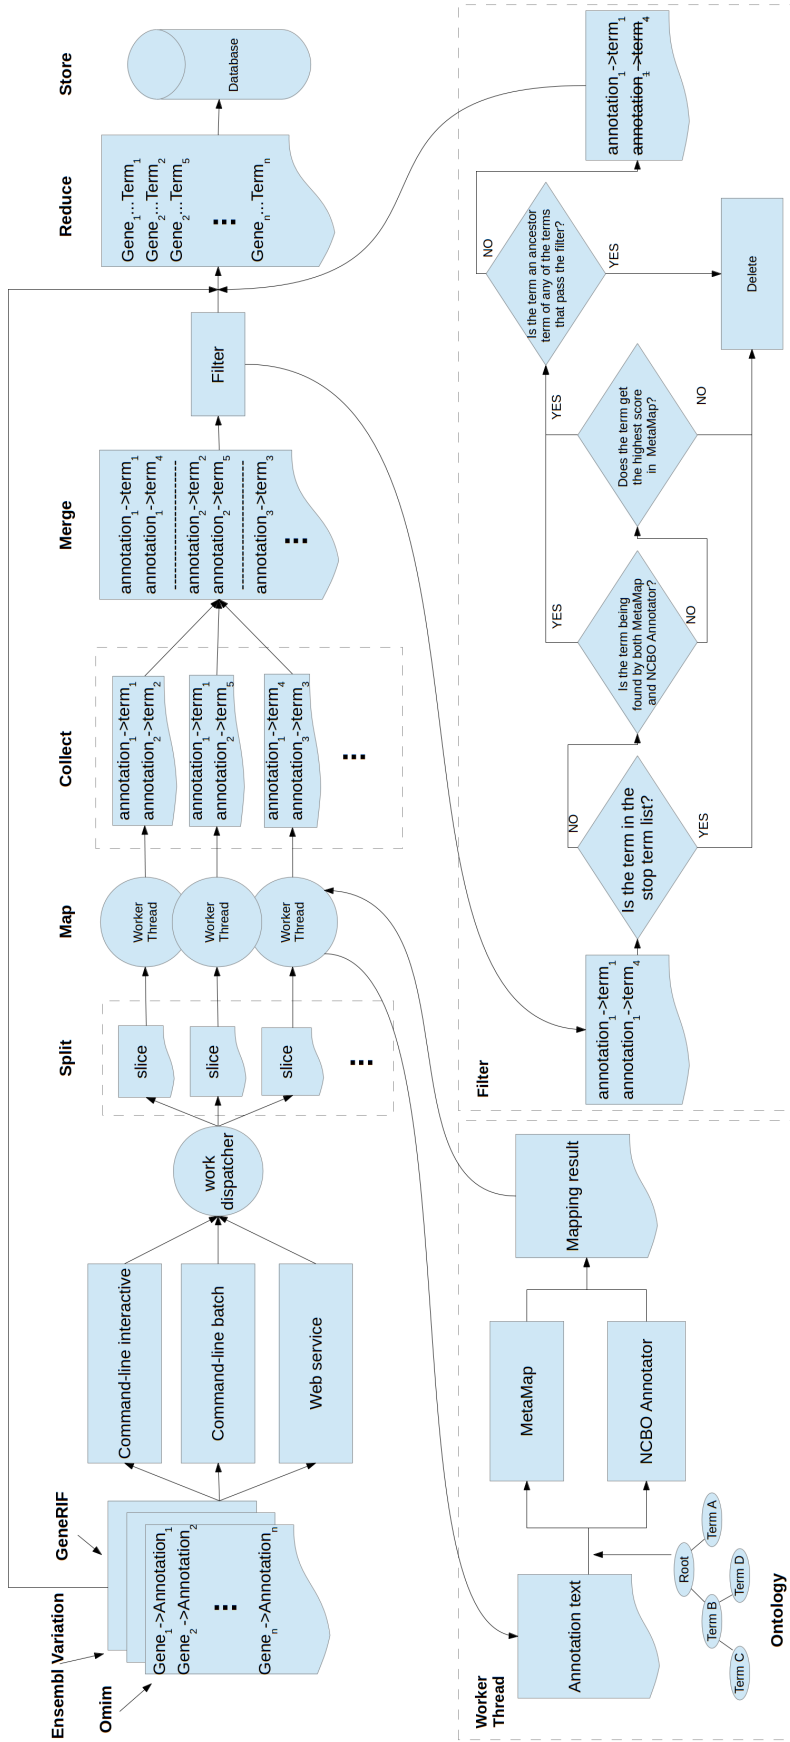 Ensembl Variation
GeneRIF
Omim
Gene1->Annotation1
Gene2->Annotation2
⋮
Genen->Annotationn
Command-line interactive
Command-line batch
Web service
work
dispatcher
Split
slice
slice
slice
⋮
Map
Worker
Thread
Worker
Thread
Worker
Thread
Collect
annotation1->term1
annotation2->term2
annotation1->term1
annotation2->term5
annotation1->term4
annotation3->term3
⋮
Merge
annotation1->term1
annotation1->term4
annotation2->term2
annotation2->term5
annotation3->term3
⋮
Filter
Reduce
Gene1...Term1
Gene2...Term2
Gene2...Term5
⋮
Genen...Termn
Store
Database
Worker
Thread
Annotation text
Root
Term A
Term B
Term D
Term C
Ontology
MetaMap
NCBO Annotator
Mapping result
Filter
annotation1->term1
annotation1->term4
Is the term in the
stop term list?
NO
YES
Is the term being
found by both MetaMap
and NCBO Annotator?
YES
NO
Does the term get
the highest score
in MetaMap?
YES
NO
Is the term an ancestor
term of any of the terms
that pass the filter?
NO
YES
Delete
annotation1->term1
annotation1->term4